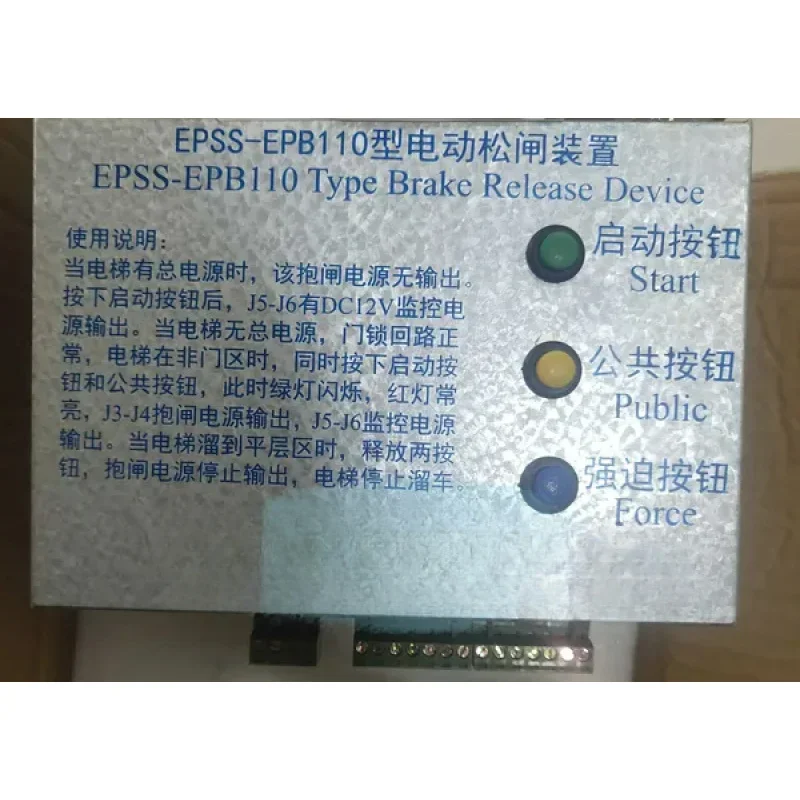 EPSS-EPB110型电动松闸装置
EPSS-EPB110 Type Brake Release Device
使用说明：
当电梯有总电源时，该抱闸电源无输出。
按下启动按钮后，J5-J6有DC12V监控电
源输出。当电梯无总电源，门锁回路正
常，电梯在非门区时，同时按下启动按
钮和公共按钮，此时绿灯闪烁，红灯常
亮，J3-J4抱闸电源输出，J5-J6监控电源
输出。当电梯溜到平层区时，释放两按
钮，抱闸电源停止输出，电梯停止溜车。
启动按钮
Start
公共按钮
Public
强迫按钮
Force